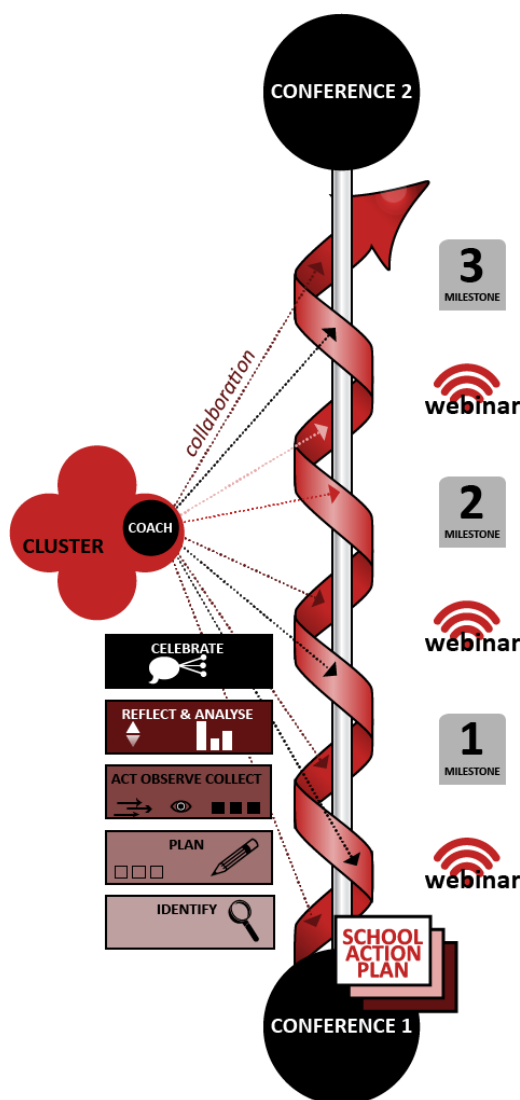 CONFERENCE 2
3
MILESTONE
webinar
collaboration
2
MILESTONE
COACH
CLUSTER
webinar
CELEBRATE
REFLECT & ANALYSE
1
MILESTONE
ACT OBSERVE COLLECT
PLAN
webinar
IDENTIFY
SCHOOL
ACTION
PLAN
CONFERENCE 1